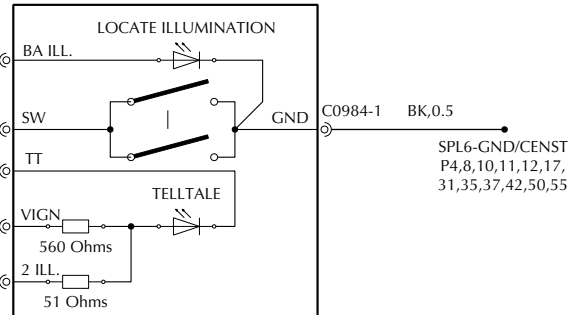 LOCATE ILLUMINATION
BA ILL.
SW
GND
C0984-1 BK,0.5
SPL6-GND/CENST
P4,8,10,11,12,17,
31,35,37,42,50,55
TT
TELLTALE
VIGN
560 Ohms
2 ILL.
51 Ohms